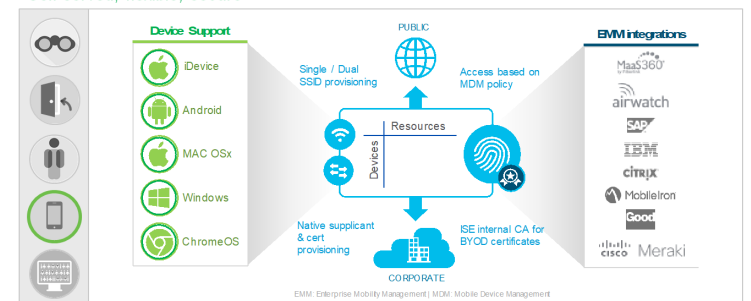 Device Support
iDevice
Android
MAC OSx
Windows
ChromeOS
PUBLIC
Single / Dual
SSID provisioning
Access based on
MDM policy
Resources
Devices
Native supplicant
& cert
provisioning
ISE internal CA for
BYOD certificates
CORPORATE
EMM integrations
MaaS360
airwatch
SAP
IBM
CITRIX
MobileIron
Good
CISCO Meraki
EMM: Enterprise Mobility Management | MDM: Mobile Device Management